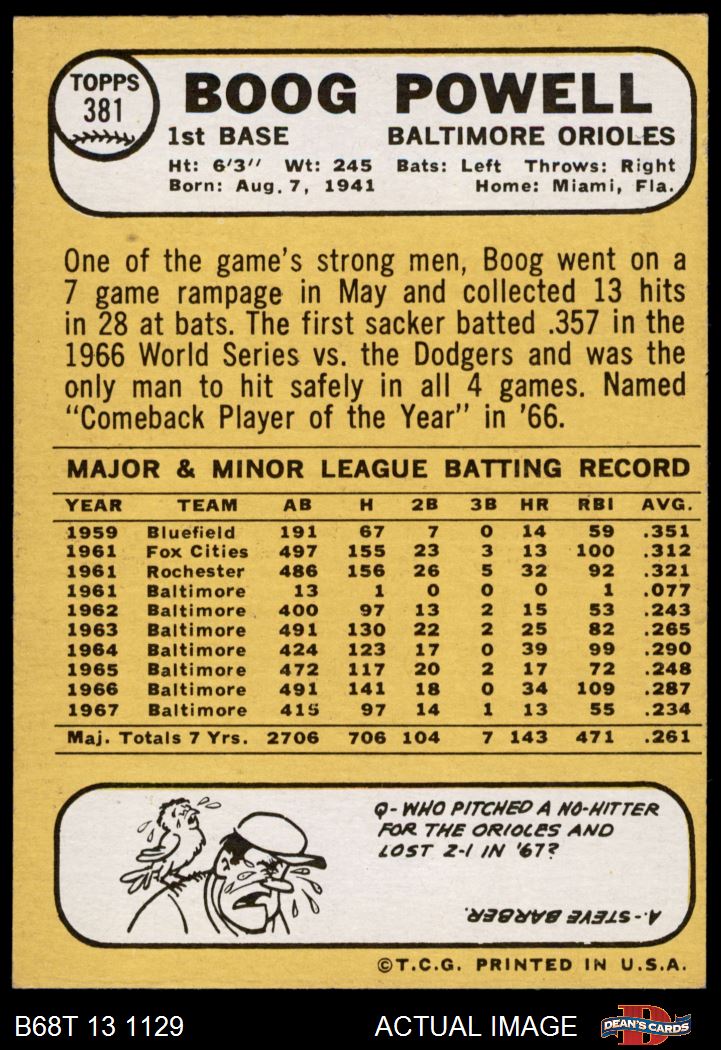 TOPPS
381
BOOG POWELL
1st BASE BALTIMORE ORIOLES
Ht: 6'3" Wt: 245 Bats: Left Throws: Right
Born: Aug. 7, 1941 Home: Miami, Fla.
One of the game's strong men, Boog went on a
7 game rampage in May and collected 13 hits
in 28 at bats. The first sacker batted .357 in the
1966 World Series vs. the Dodgers and was the
only man to hit safely in all 4 games. Named
"Comeback Player of the Year" in '66.
MAJOR & MINOR LEAGUE BATTING RECORD
YEAR TEAM AB H 2B 3B HR RBI AVG.
1959 Bluefield 191 67 7 0 14 59 .351
1961 Fox Cities 497 155 23 3 13 100 .312
1961 Rochester 486 156 26 5 32 92 .321
1961 Baltimore 13 1 0 0 0 1 .077
1962 Baltimore 400 97 13 2 15 53 .243
1963 Baltimore 491 130 22 2 25 82 .265
1964 Baltimore 424 123 17 0 39 99 .290
1965 Baltimore 472 117 20 2 17 72 .248
1966 Baltimore 491 141 18 0 34 109 .287
1967 Baltimore 415 97 14 1 13 55 .234
Maj. Totals 7 Yrs. 2706 706 104 7 143 471 .261
Q- WHO PITCHED A NO-HITTER
FOR THE ORIOLES AND
LOST 2-1 IN '67?
A- STEVE BARBER.
©T.C.G. PRINTED IN U.S.A.
B68T 13 1129 ACTUAL IMAGE DEAN'S CARDS